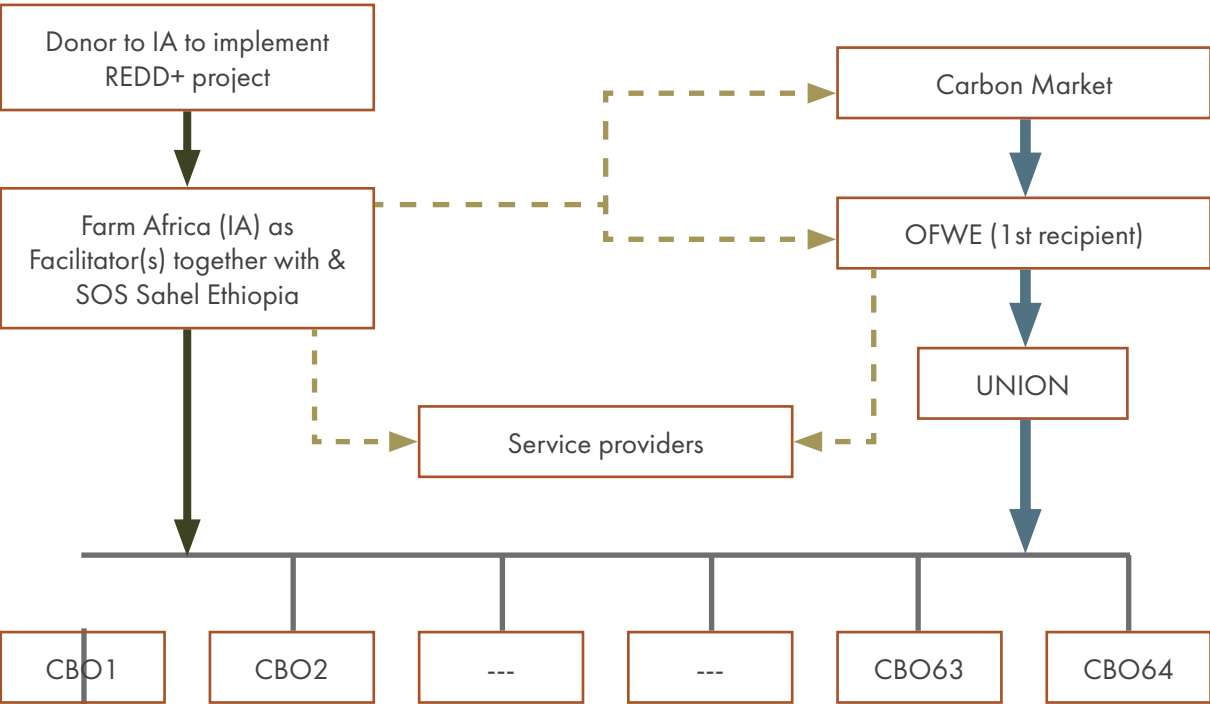 Donor to IA to implement
REDD+ project
Carbon Market
Farm Africa (IA) as
Facilitator(s) together with &
SOS Sahel Ethiopia
OFWE (1st recipient)
UNION
Service providers
CBO1
CBO2
---
---
CBO63
CBO64